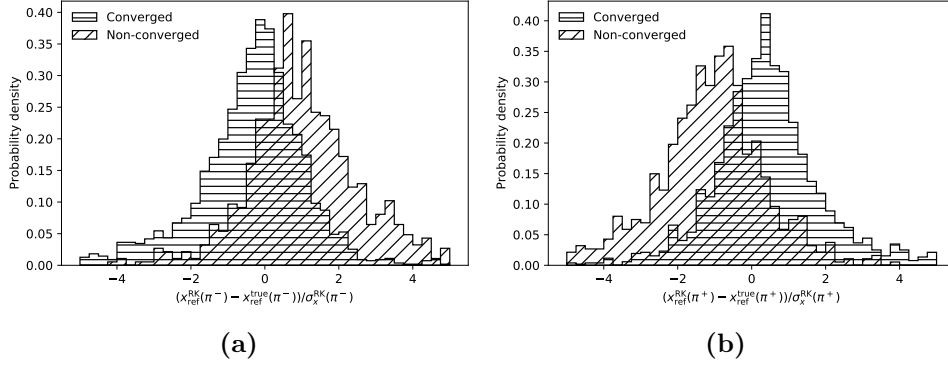 Converged
Non-converged
Probability density
0.40
0.35
0.30
0.25
0.20
0.15
0.10
0.05
0.00
−4 −2 0 2 4
(x_ref^RK(π^−) − x_ref^true(π^−))/σ_x^RK(π^−)
(a)
Converged
Non-converged
Probability density
0.40
0.35
0.30
0.25
0.20
0.15
0.10
0.05
0.00
−4 −2 0 2 4
(x_ref^RK(π^+) − x_ref^true(π^+))/σ_x^RK(π^+)
(b)